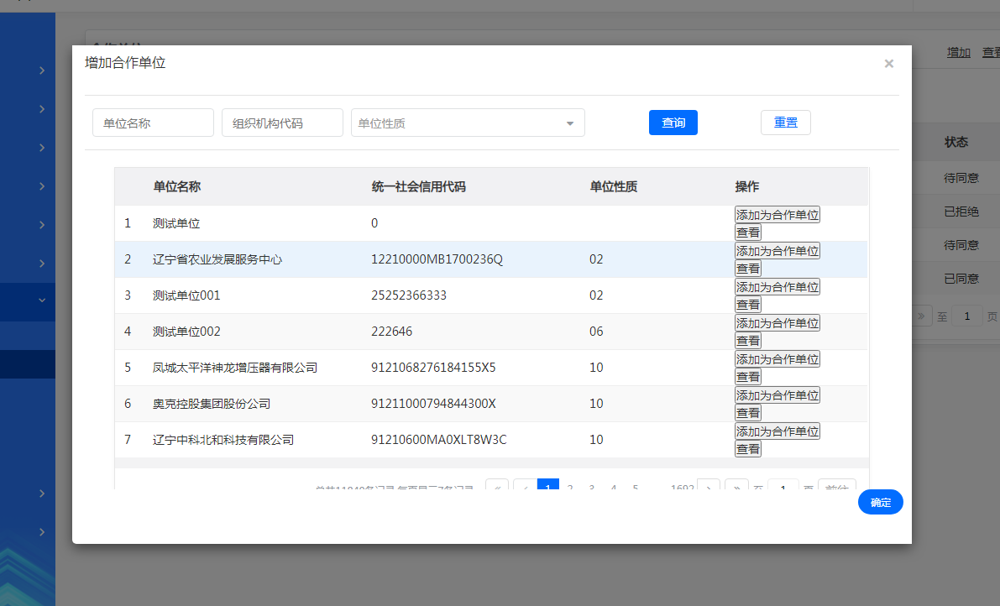 增加合作单位
×
增加 查看
单位名称 组织机构代码 单位性质 查询 重置
状态
单位名称 统一社会信用代码 单位性质 操作
1 测试单位 0 添加为合作单位
查看
2 辽宁省农业发展服务中心 12210000MB1700236Q 02 添加为合作单位
查看
3 测试单位001 25252366333 02 添加为合作单位
查看
4 测试单位002 222646 06 添加为合作单位
查看
5 凤城太平洋神龙增压器有限公司 9121068276184155X5 10 添加为合作单位
查看
6 奥克控股集团股份公司 91211000794844300X 10 添加为合作单位
查看
7 辽宁中科北和科技有限公司 91210600MA0XLT8W3C 10 添加为合作单位
查看
待同意
已拒绝
待同意
已同意
» 至 1 页
« ‹ 1 2 3 4 5 1692 › » 至 1 页 前往
确定